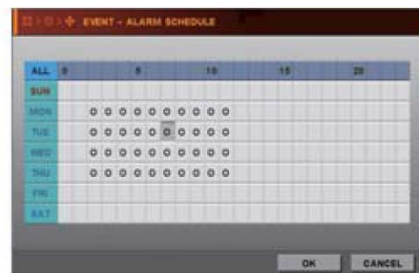 EVENT - ALARM SCHEDULE
ALL 0 5 10 15 20
SUN
MON O O O O O O O O O O
TUE O O O O O O O O O O
WED O O O O O O O O O O
THU O O O O O O O O O O
FRI
SAT
OK CANCEL